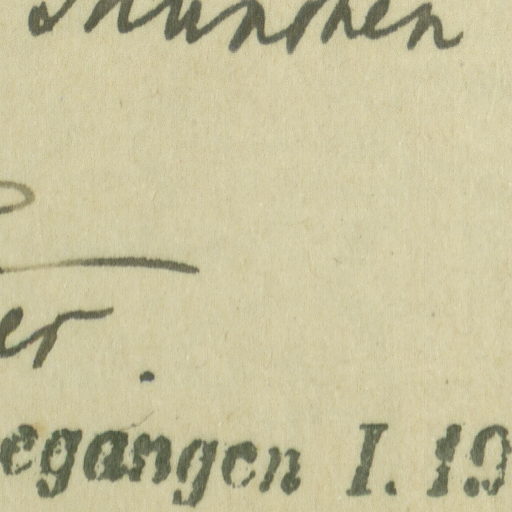 München
er.
egangen I. 19